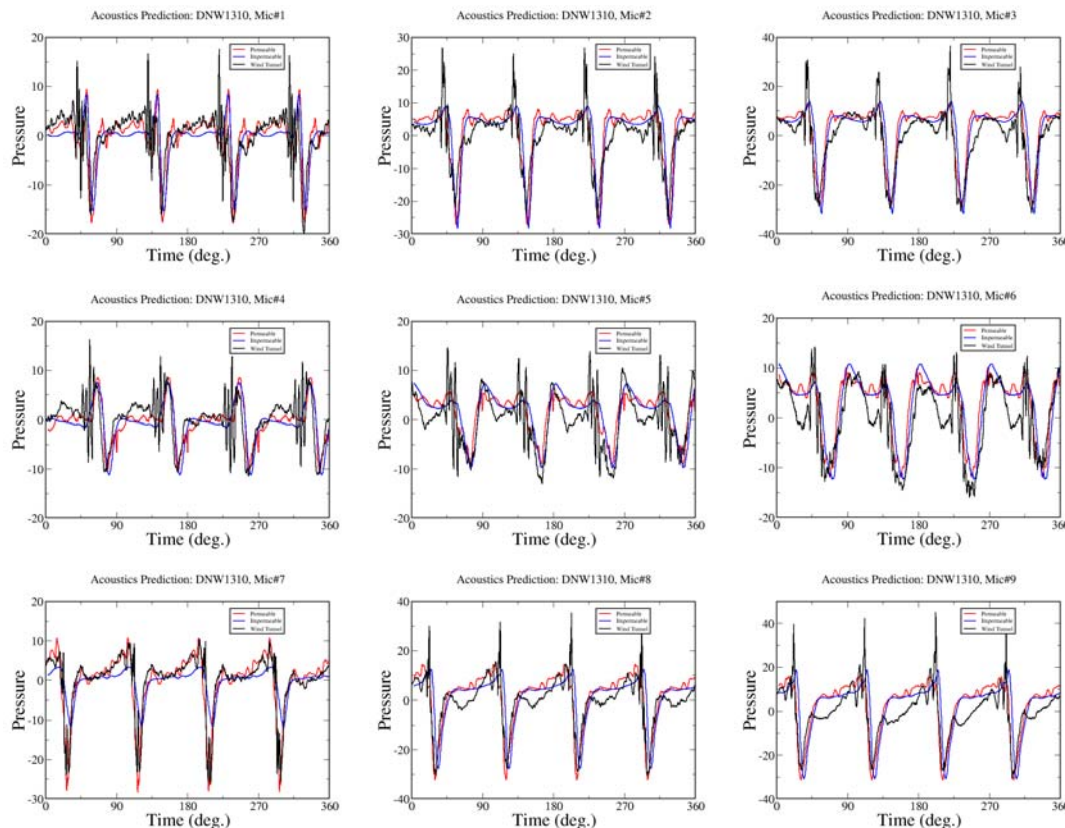 Acoustics Prediction: DNW1310, Mic#1
Acoustics Prediction: DNW1310, Mic#2
Acoustics Prediction: DNW1310, Mic#3
20
15
10
5
0
-5
-10
-15
-20
Pressure
0 90 180 270 360
Time (deg.)
Permeable
Impermeable
Wind Tunnel
30
20
10
0
-10
-20
-30
Pressure
0 90 180 270 360
Time (deg.)
Permeable
Impermeable
Wind Tunnel
40
20
0
-20
-40
Pressure
0 90 180 270 360
Time (deg.)
Permeable
Impermeable
Wind Tunnel
Acoustics Prediction: DNW1310, Mic#4
Acoustics Prediction: DNW1310, Mic#5
Acoustics Prediction: DNW1310, Mic#6
20
10
0
-10
-20
Pressure
0 90 180 270 360
Time (deg.)
Permeable
Impermeable
Wind Tunnel
20
10
0
-10
-20
Pressure
0 90 180 270 360
Time (deg.)
Permeable
Impermeable
Wind Tunnel
20
10
0
-10
-20
Pressure
0 90 180 270 360
Time (deg.)
Permeable
Impermeable
Wind Tunnel
Acoustics Prediction: DNW1310, Mic#7
Acoustics Prediction: DNW1310, Mic#8
Acoustics Prediction: DNW1310, Mic#9
20
10
0
-10
-20
-30
Pressure
0 90 180 270 360
Time (deg.)
Permeable
Impermeable
Wind Tunnel
40
20
0
-20
-40
Pressure
0 90 180 270 360
Time (deg.)
Permeable
Impermeable
Wind Tunnel
60
40
20
0
-20
-40
Pressure
0 90 180 270 360
Time (deg.)
Permeable
Impermeable
Wind Tunnel